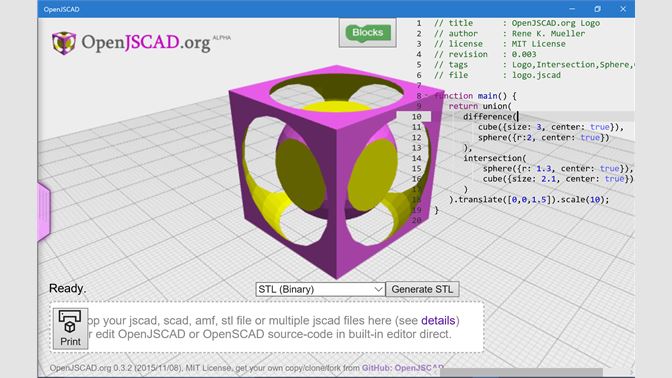 OpenJSCAD
OpenJSCAD.org ALPHA
Blocks
1 // title : OpenJSCAD.org Logo
2 // author : Rene K. Mueller
3 // license : MIT License
4 // revision : 0.003
5 // tags : Logo,Intersection,Sphere,
6 // file : logo.jscad
7
8 function main() {
9 return union(
10 difference(
11 cube({size: 3, center: true}),
12 sphere({r:2, center: true})
13 ),
14 intersection(
15 sphere({r: 1.3, center: true}),
16 cube({size: 2.1, center: true})
17 )
18 ).translate([0,0,1.5]).scale(10);
19 }
20
Ready.
STL (Binary)
Generate STL
Print
op your jscad, scad, amf, stl file or multiple jscad files here (see details)
r edit OpenJSCAD or OpenSCAD source-code in built-in editor direct.
OpenJSCAD.org 0.3.2 (2015/11/08), MIT License, get your own copy/clone/fork from GitHub: OpenJSCAD